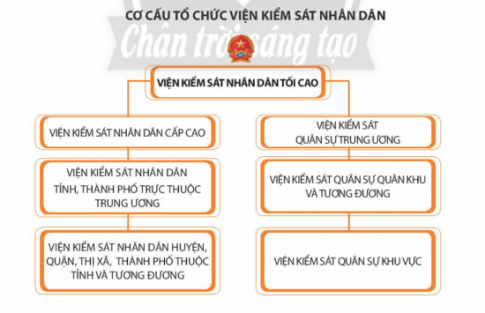 CƠ CẤU TỔ CHỨC VIỆN KIỂM SÁT NHÂN DÂN
Chân trời sáng tạo
VIỆN KIỂM SÁT NHÂN DÂN TỐI CAO
VIỆN KIỂM SÁT NHÂN DÂN CẤP CAO
VIỆN KIỂM SÁT
QUÂN SỰ TRUNG ƯƠNG
VIỆN KIỂM SÁT NHÂN DÂN
TỈNH, THÀNH PHỐ TRỰC THUỘC
TRUNG ƯƠNG
VIỆN KIỂM SÁT QUÂN SỰ QUÂN KHU
VÀ TƯƠNG ĐƯƠNG
VIỆN KIỂM SÁT NHÂN DÂN HUYỆN,
QUẬN, THỊ XÃ, THÀNH PHỐ THUỘC
TỈNH VÀ TƯƠNG ĐƯƠNG
VIỆN KIỂM SÁT QUÂN SỰ KHU VỰC